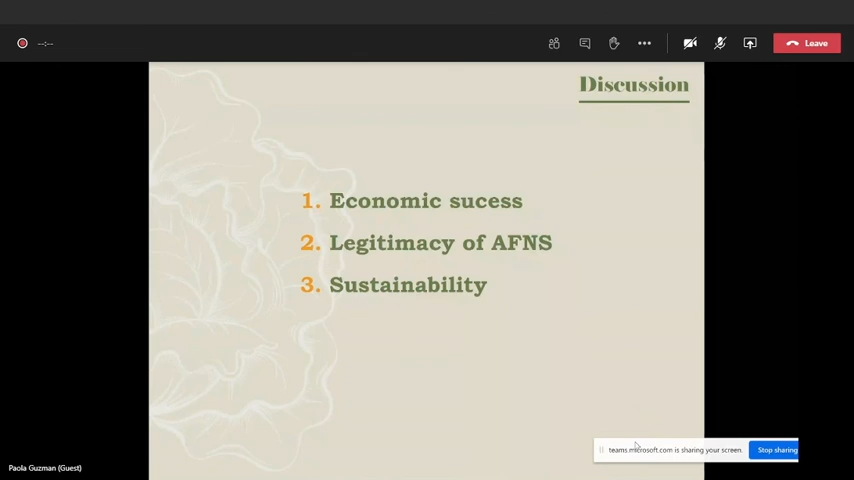 --:--
Leave
Discussion
1. Economic sucess
2. Legitimacy of AFNS
3. Sustainability
teams.microsoft.com is sharing your screen.
Stop sharing
Paola Guzman (Guest)